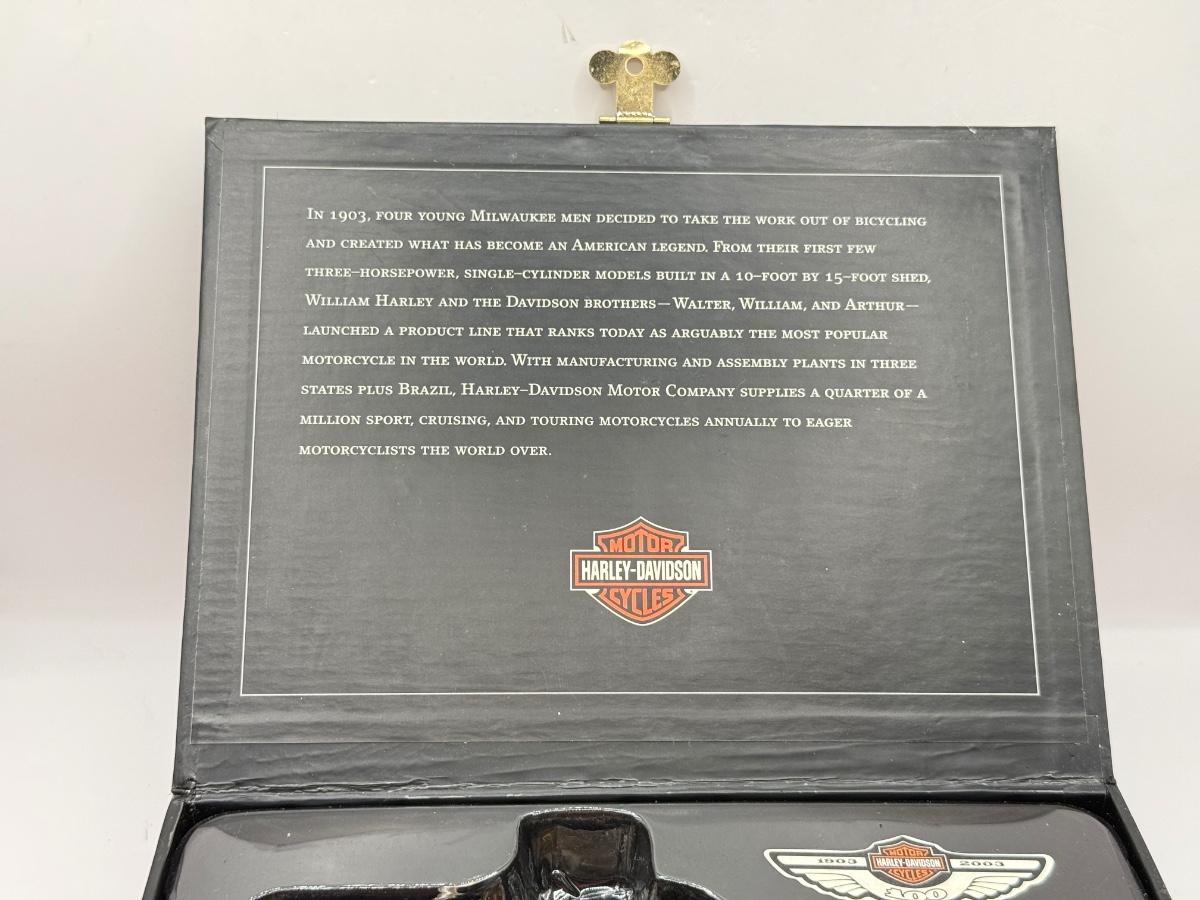 In 1903, four young Milwaukee men decided to take the work out of bicycling
and created what has become an American legend. From their first few
three–horsepower, single–cylinder models built in a 10–foot by 15–foot shed,
William Harley and the Davidson brothers—Walter, William, and Arthur—
launched a product line that ranks today as arguably the most popular
motorcycle in the world. With manufacturing and assembly plants in three
states plus Brazil, Harley–Davidson Motor Company supplies a quarter of a
million sport, cruising, and touring motorcycles annually to eager
motorcyclists the world over.
MOTOR
HARLEY-DAVIDSON
CYCLES
MOTOR
1903 HARLEY-DAVIDSON 2003
CYCLES
100